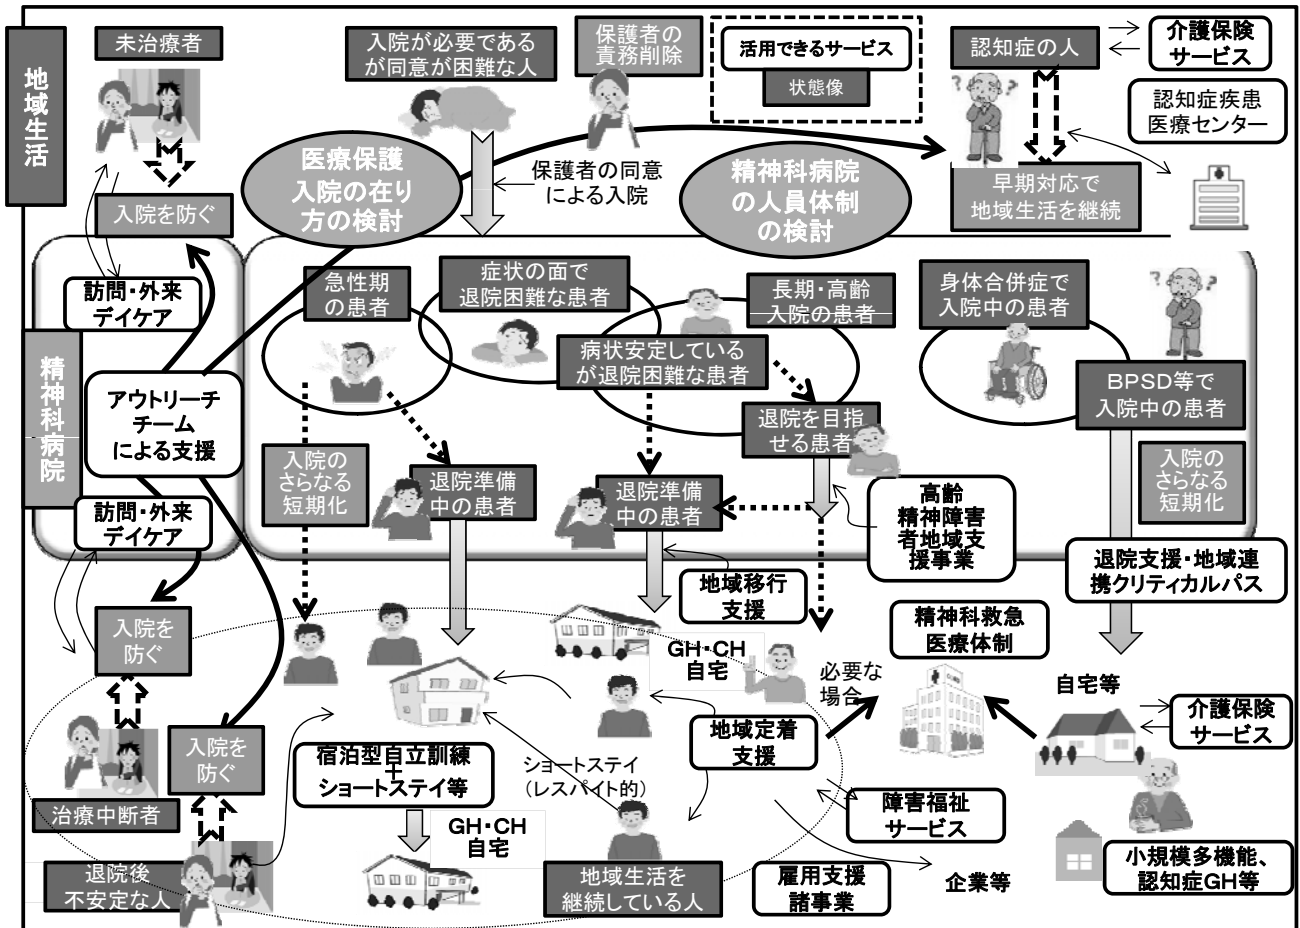 地域生活
未治療者
入院が必要である
が同意が困難な人
保護者の
責務削除
活用できるサービス
状態像
認知症の人
介護保険
サービス
認知症疾患
医療センター
医療保護
入院の在り
方の検討
保護者の同意
による入院
精神科病院
の人員体制
の検討
早期対応で
地域生活を継続
入院を防ぐ
訪問・外来
デイケア
急性期
の患者
症状の面で
退院困難な患者
長期・高齢
入院の患者
身体合併症で
入院中の患者
病状安定している
が退院困難な患者
精神科病院
アウトリーチ
チーム
による支援
退院を目指
せる患者
BPSD等で
入院中の患者
入院の
さらなる
短期化
退院準備
中の患者
退院準備
中の患者
入院の
さらなる
短期化
訪問・外来
デイケア
高齢
精神障害
者地域支
援事業
退院支援・地域連
携クリティカルパス
地域移行
支援
精神科救急
医療体制
入院を
防ぐ
GH・CH
自宅
必要な
場合
自宅等
介護保険
サービス
入院を
防ぐ
地域定着
支援
宿泊型自立訓練
+
ショートステイ等
ショートステイ
(レスパイト的)
治療中断者
障害福祉
サービス
GH・CH
自宅
退院後
不安定な人
地域生活を
継続している人
雇用支援
諸事業
企業等
小規模多機能、
認知症GH等